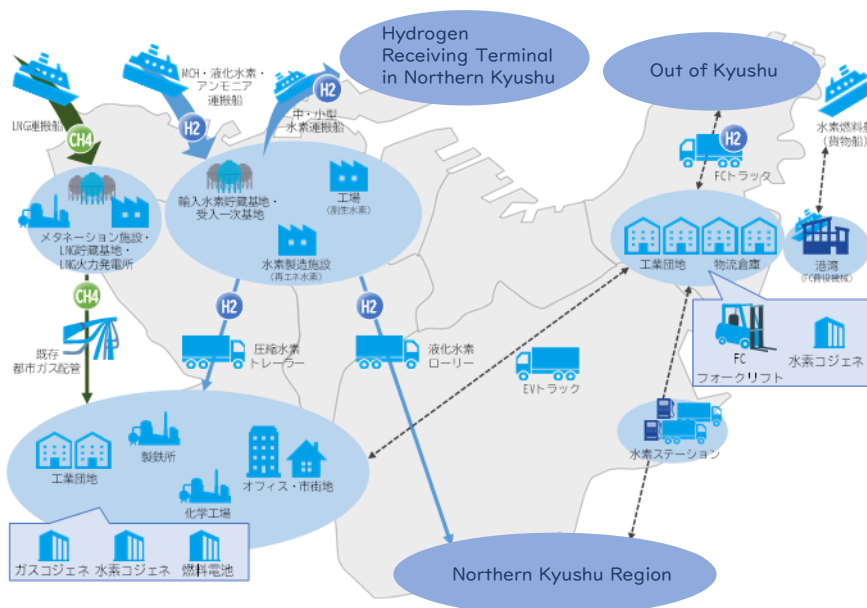 Hydrogen
Receiving Terminal
in Northern Kyushu
Out of Kyushu
LNG運搬船
CH4
MCH・液化水素・
アンモニア
運搬船
H2
H2
中・小型
水素運搬船
H2
FCトラック
水素燃料船
(貨物船)
メタネーション施設・
LNG貯蔵基地・
LNG火力発電所
輸入水素貯蔵基地・
受入一次基地
工場
(副生水素)
水素製造施設
(再エネ水素)
工業団地
物流倉庫
港湾
(FC荷役機械)
CH4
既存
都市ガス配管
H2
圧縮水素
トレーラー
H2
液化水素
ローリー
EVトラック
FC
フォークリフト
水素コジェネ
水素ステーション
工業団地
製鉄所
化学工場
オフィス・市街地
ガスコジェネ
水素コジェネ
燃料電池
Northern Kyushu Region